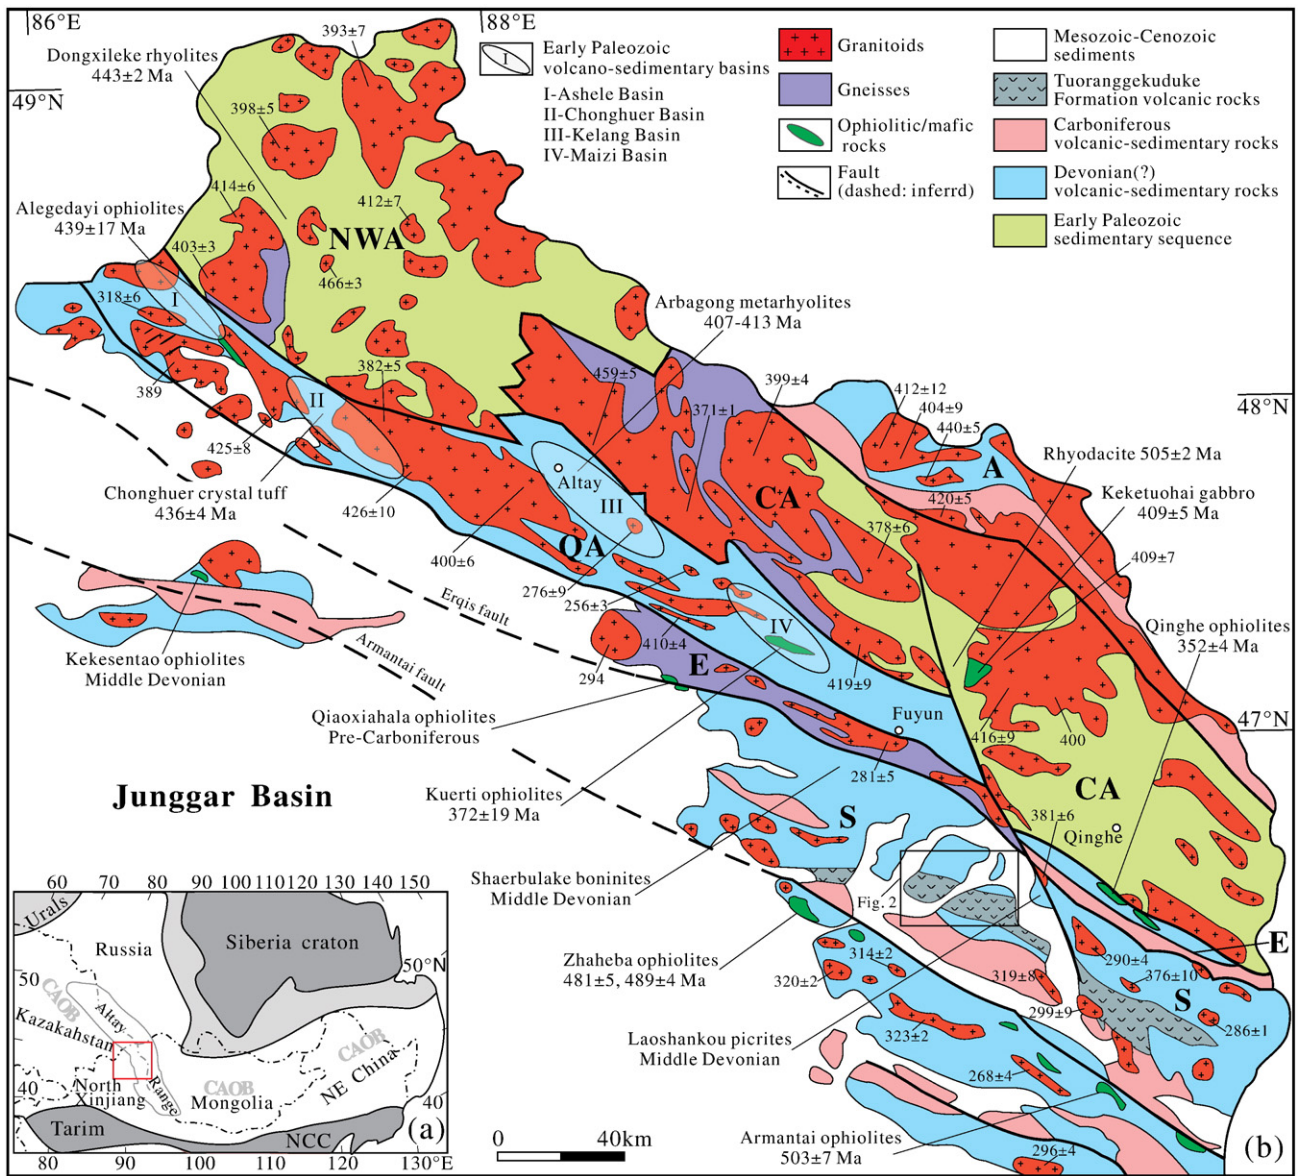 86°E
88°E
49°N
48°N
47°N
Dongxileke rhyolites
443±2 Ma
393±7
I
Early Paleozoic
volcano-sedimentary basins
I-Ashele Basin
II-Chonghuer Basin
III-Kelang Basin
IV-Maizi Basin
Granitoids
Gneisses
Ophiolitic/mafic
rocks
Fault
(dashed: inferrd)
Mesozoic-Cenozoic
sediments
Tuoranggekuduke
Formation volcanic rocks
Carboniferous
volcanic-sedimentary rocks
Devonian(?)
volcanic-sedimentary rocks
Early Paleozoic
sedimentary sequence
398±5
414±6
412±7
Alegedayi ophiolites
439±17 Ma
403±3
NWA
466±3
318±6
I
Arbagong metarhyolites
407-413 Ma
389
382±5
459±5
371±1
399±4
412±12
404±9
440±5
A
Rhyodacite 505±2 Ma
II
425±8
Altay
III
CA
420±5
Keketuohai gabbro
409±5 Ma
Chonghuer crystal tuff
436±4 Ma
426±10
400±6
QA
378±6
409±7
276±9
256±3
Erqis fault
Armantai fault
IV
Qinghe ophiolites
352±4 Ma
Kekesentao ophiolites
Middle Devonian
294
410±4
E
419±9
Qiaoxiahala ophiolites
Pre-Carboniferous
Fuyun
416±9
400
281±5
Junggar Basin
Kuerti ophiolites
372±19 Ma
S
CA
381±6
Qinghe
Shaerbulake boninites
Middle Devonian
Fig. 2
E
Zhaheba ophiolites
481±5, 489±4 Ma
314±2
320±2
319±8
290±4
376±10
S
299±9
286±1
323±2
Laoshankou picrites
Middle Devonian
268±4
Armantai ophiolites
503±7 Ma
296±4
0
40km
(b)
60
70
80
90
100
110
120
130
140
150
Urals
Russia
Siberia craton
50°N
50
CAOB
Altay
Kazakahstan
CAOB
NE China
40
North
Xinjiang
Range
CAOB
Mongolia
40
Tarim
NCC
(a)
80
90
100
110
120
130°E